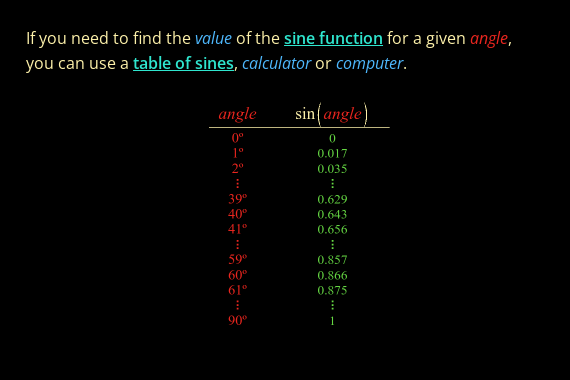 If you need to find the value of the sine function for a given angle,
you can use a table of sines, calculator or computer.
angle sin(angle)
0º 0
1º 0.017
2º 0.035
⋮ ⋮
39º 0.629
40º 0.643
41º 0.656
⋮ ⋮
59º 0.857
60º 0.866
61º 0.875
⋮ ⋮
90º 1